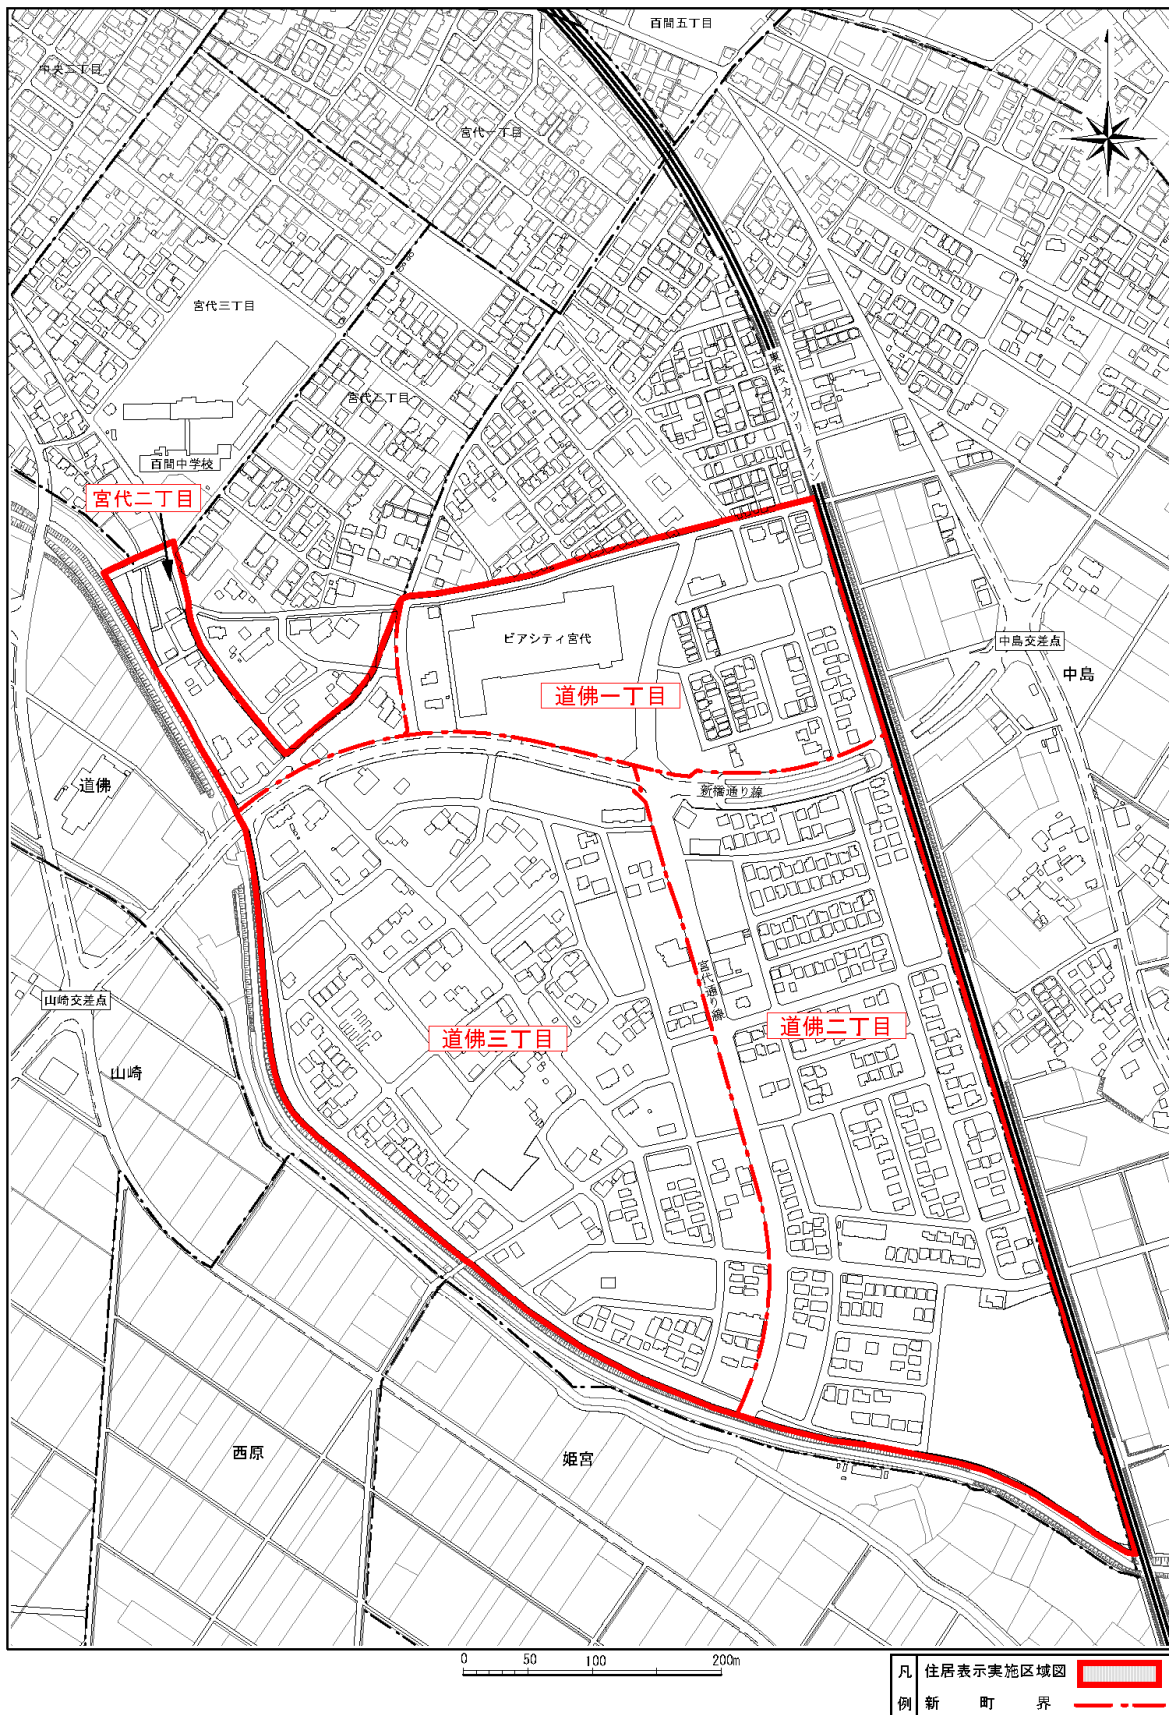 百間五丁目
中央三丁目
宮代一丁目
宮代三丁目
東武スカイツリーライン
宮代二丁目
百間中学校
宮代二丁目
ピアシティ宮代
中島交差点
中島
道佛一丁目
道佛
新橋通り線
宮代通り線
山崎交差点
道佛二丁目
道佛三丁目
山崎
西原
姫宮
0 50 100 200m
凡例
住居表示実施区域図
新町界